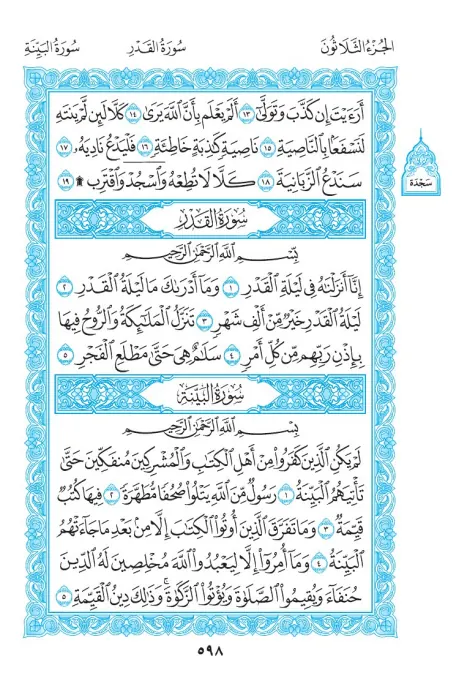 الجُزءُ الثَّلَاثُونَ سُورَةُ القَدْرِ سُورَةُ البَيِّنَةِ
أَرَءَيْتَ إِن كَذَّبَ وَتَوَلَّىٰٓ ١٣ أَلَمْ يَعْلَم بِأَنَّ ٱللَّهَ يَرَىٰ ١٤ كَلَّا لَئِن لَّمْ يَنتَهِ
لَنَسْفَعَۢا بِٱلنَّاصِيَةِ ١٥ نَاصِيَةٍ كَٰذِبَةٍ خَاطِئَةٍ ١٦ فَلْيَدْعُ نَادِيَهُۥ ١٧
سَنَدْعُ ٱلزَّبَانِيَةَ ١٨ كَلَّا لَا تُطِعْهُ وَٱسْجُدْ وَٱقْتَرِب ۩ ١٩
سَجْدَة
سُورَةُ القَدْرِ
بِسْمِ ٱللَّهِ ٱلرَّحْمَٰنِ ٱلرَّحِيمِ
إِنَّآ أَنزَلْنَٰهُ فِى لَيْلَةِ ٱلْقَدْرِ ١ وَمَآ أَدْرَىٰكَ مَا لَيْلَةُ ٱلْقَدْرِ ٢
لَيْلَةُ ٱلْقَدْرِ خَيْرٌ مِّنْ أَلْفِ شَهْرٍ ٣ تَنَزَّلُ ٱلْمَلَٰٓئِكَةُ وَٱلرُّوحُ فِيهَا
بِإِذْنِ رَبِّهِم مِّن كُلِّ أَمْرٍ ٤ سَلَٰمٌ هِىَ حَتَّىٰ مَطْلَعِ ٱلْفَجْرِ ٥
سُورَةُ البَيِّنَةِ
بِسْمِ ٱللَّهِ ٱلرَّحْمَٰنِ ٱلرَّحِيمِ
لَمْ يَكُنِ ٱلَّذِينَ كَفَرُوا۟ مِنْ أَهْلِ ٱلْكِتَٰبِ وَٱلْمُشْرِكِينَ مُنفَكِّينَ حَتَّىٰ
تَأْتِيَهُمُ ٱلْبَيِّنَةُ ١ رَسُولٌ مِّنَ ٱللَّهِ يَتْلُوا۟ صُحُفًا مُّطَهَّرَةً ٢ فِيهَا كُتُبٌ
قَيِّمَةٌ ٣ وَمَا تَفَرَّقَ ٱلَّذِينَ أُوتُوا۟ ٱلْكِتَٰبَ إِلَّا مِنۢ بَعْدِ مَا جَآءَتْهُمُ
ٱلْبَيِّنَةُ ٤ وَمَآ أُمِرُوٓا۟ إِلَّا لِيَعْبُدُوا۟ ٱللَّهَ مُخْلِصِينَ لَهُ ٱلدِّينَ
حُنَفَآءَ وَيُقِيمُوا۟ ٱلصَّلَوٰةَ وَيُؤْتُوا۟ ٱلزَّكَوٰةَ ۚ وَذَٰلِكَ دِينُ ٱلْقَيِّمَةِ ٥
٥٩٨